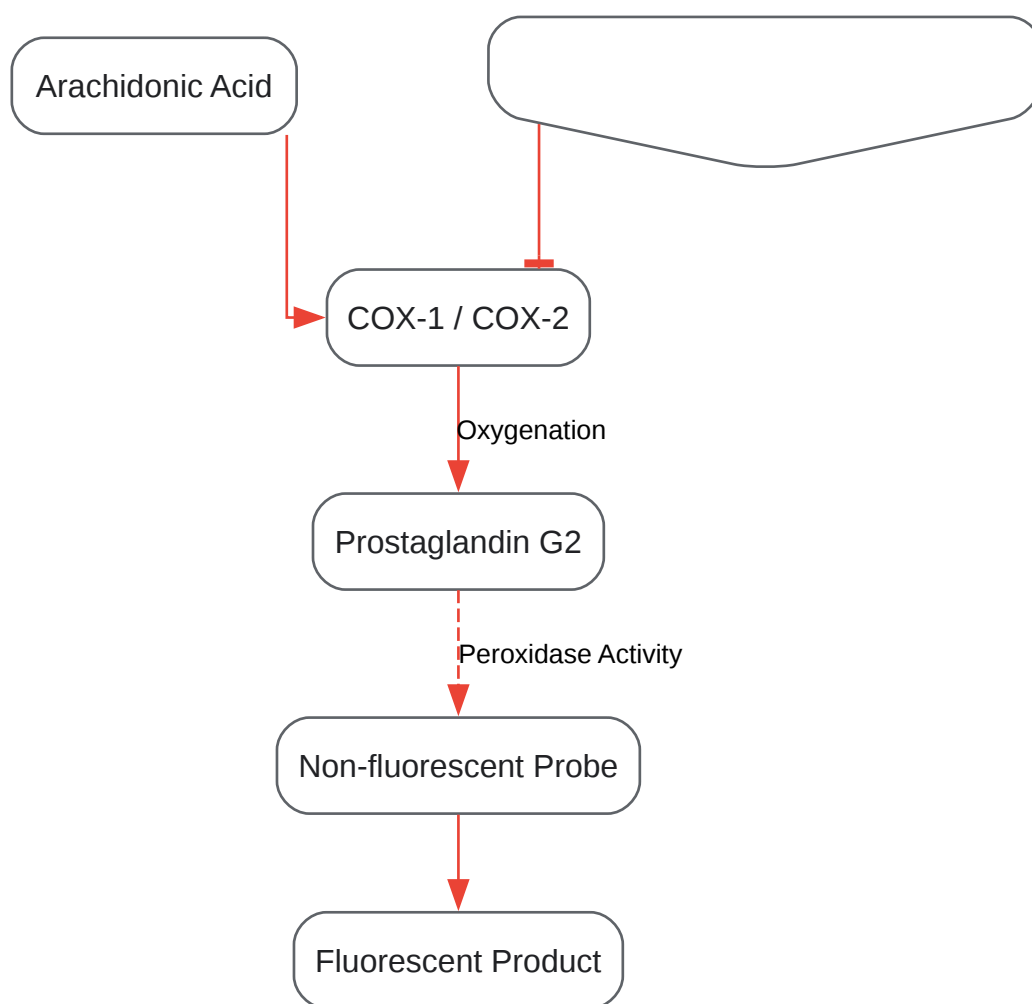 Arachidonic Acid
COX-1 / COX-2
Oxygenation
Prostaglandin G2
Peroxidase Activity
Non-fluorescent Probe
Fluorescent Product